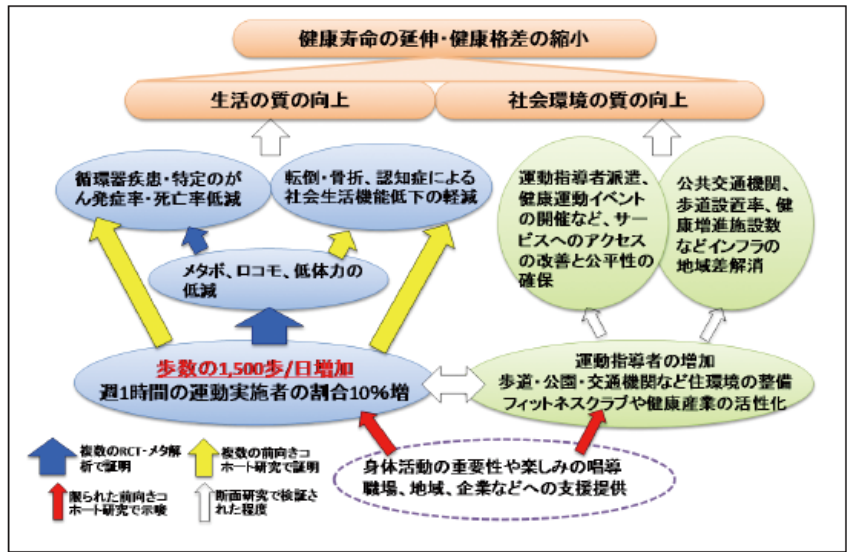 健康寿命の延伸・健康格差の縮小
生活の質の向上
社会環境の質の向上
循環器疾患・特定のが
ん発症率・死亡率低減
転倒・骨折、認知症による
社会生活機能低下の軽減
運動指導者派遣、
健康運動イベント
の開催など、サー
ビスへのアクセス
の改善と公平性の
確保
公共交通機関、
歩道設置率、健
康増進施設数
などインフラの
地域差解消
メタボ、ロコモ、低体力の
低減
歩数の1,500歩/日増加
週1時間の運動実施者の割合10%増
運動指導者の増加
歩道・公園・交通機関など住環境の整備
フィットネスクラブや健康産業の活性化
身体活動の重要性や楽しみの唱導
職場、地域、企業などへの支援提供
複数のRCT・メタ解
析で証明
複数の前向きコ
ホート研究で証明
限られた前向きコ
ホート研究で示唆
断面研究で検証さ
れた程度